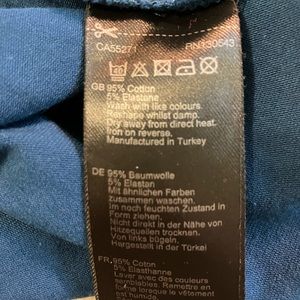 CA55271 RN130543
40
GB 95% Cotton
5% Elastane
Wash with like colours.
Reshape whilst damp.
Dry away from direct heat.
Iron on reverse.
Manufactured in Turkey
DE 95% Baumwolle
5% Elastan
Mit ähnlichen Farben
zusammen waschen.
im noch feuchten Zustand in
Form ziehen.
Nicht direkt in der Nähe von
Hitzequellen trocknen.
Von links bügeln.
Hergestellt in der Türkei
FR 95% Coton
5% Elasthanne
Laver avec des couleurs
semblables. Remettre en
forme lorsque le vêtement
est humide